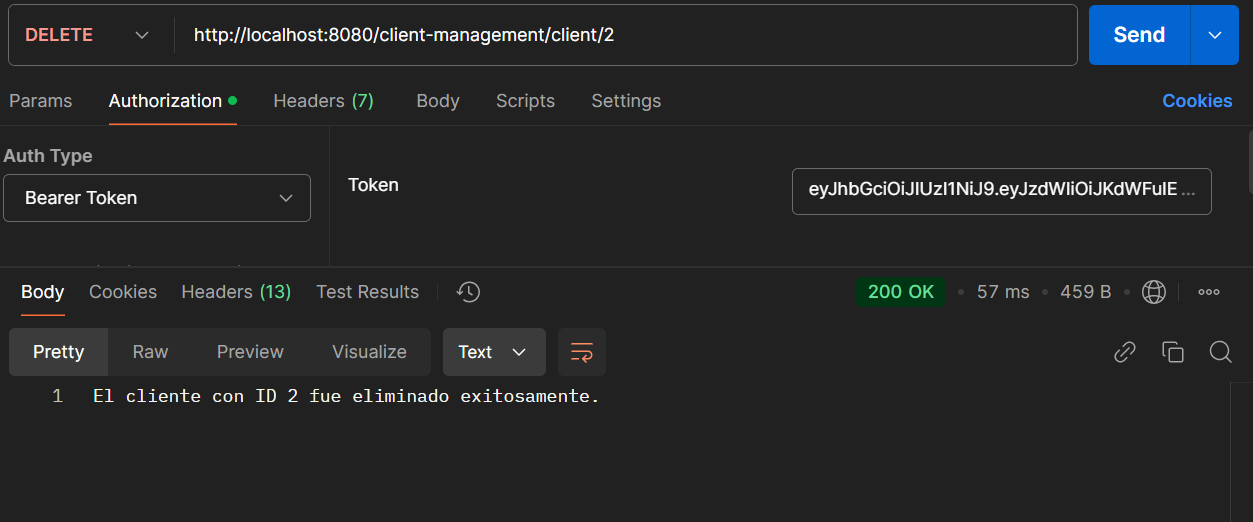 DELETE http://localhost:8080/client-management/client/2 Send
Params Authorization Headers (7) Body Scripts Settings Cookies
Auth Type
Bearer Token
Token eyJhbGciOiJIUzI1NiJ9.eyJzdWIiOiJKdWFuIE ...
Body Cookies Headers (13) Test Results 200 OK • 57 ms • 459 B •
Pretty Raw Preview Visualize Text
1 El cliente con ID 2 fue eliminado exitosamente.